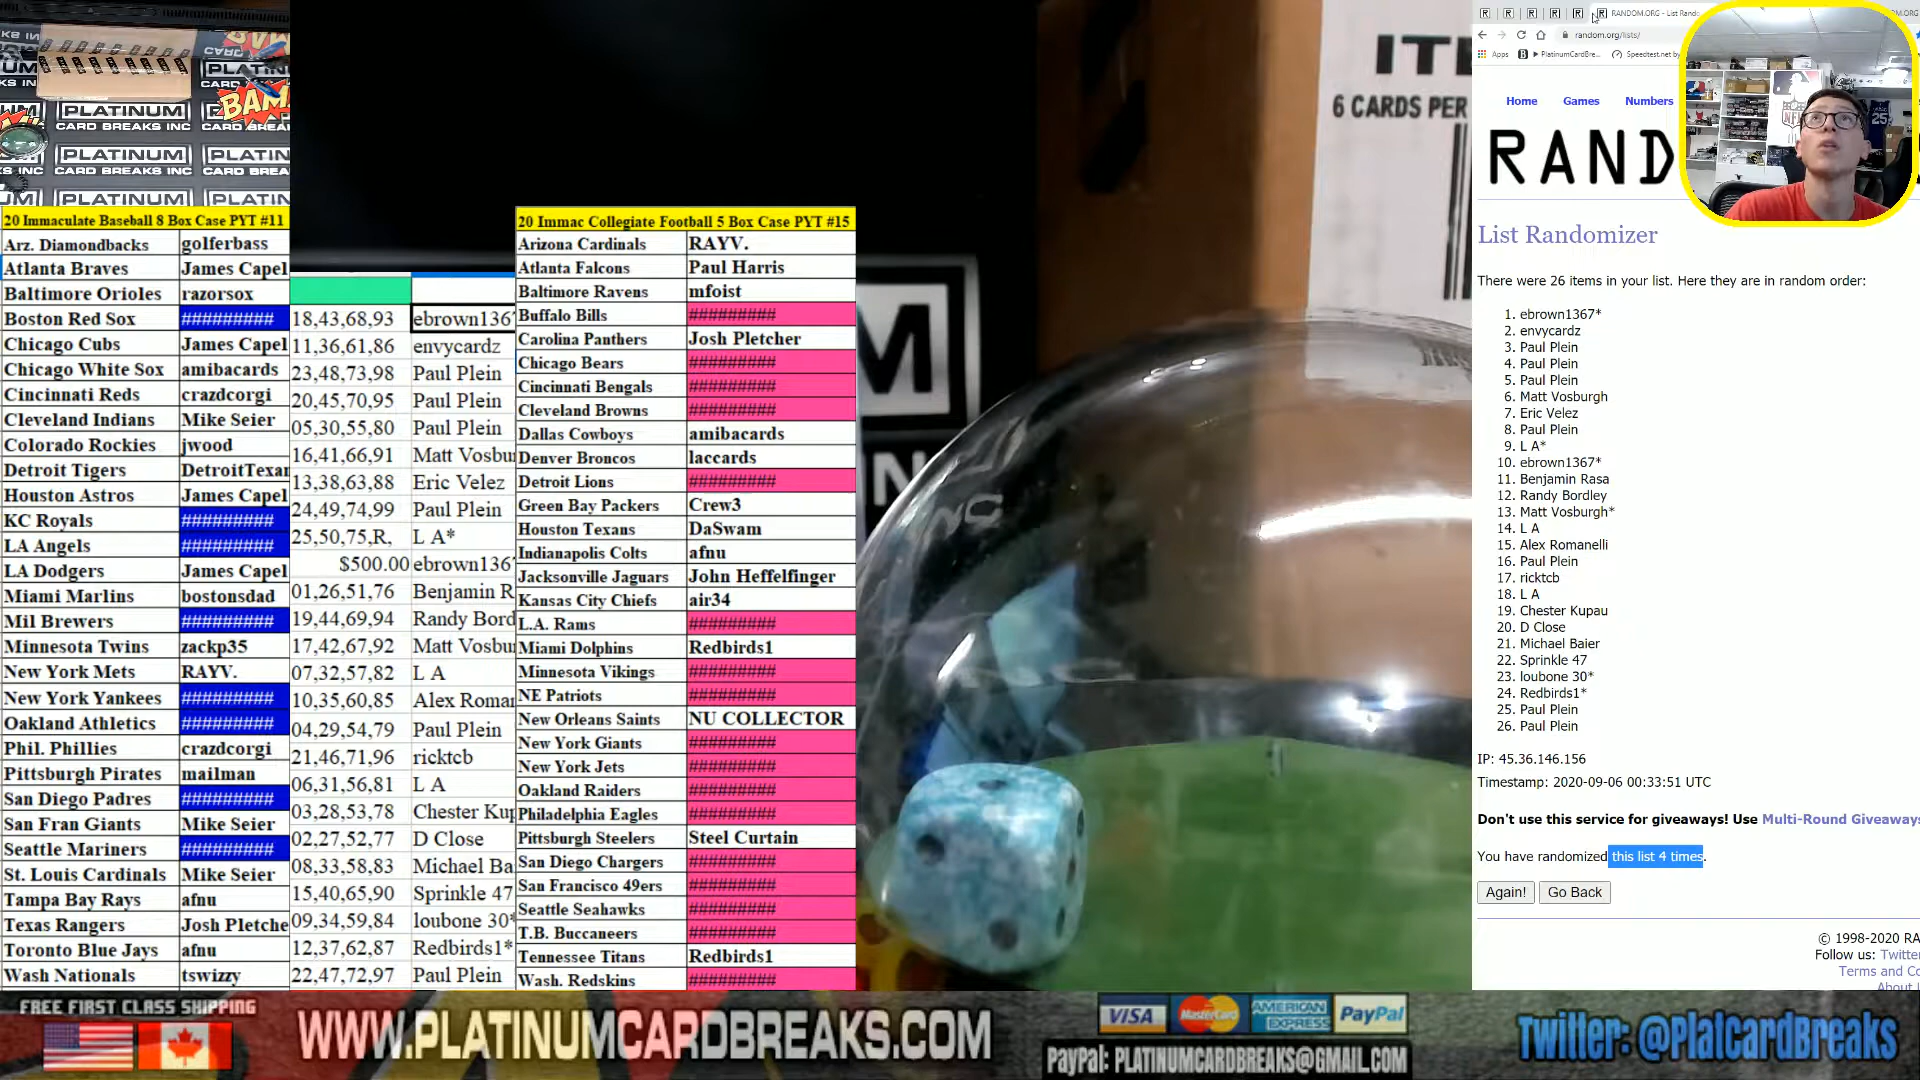 PLATINUM
CARD BREAKS INC
BAM
20 Immaculate Baseball 8 Box Case PYT #11
Arz. Diamondbacks golferbass
Atlanta Braves James Capel
Baltimore Orioles razorsox
Boston Red Sox #########
Chicago Cubs James Capel
Chicago White Sox amibacards
Cincinnati Reds crazdcorgi
Cleveland Indians Mike Seier
Colorado Rockies jwood
Detroit Tigers DetroitTexan
Houston Astros James Capel
KC Royals #########
LA Angels #########
LA Dodgers James Capel
Miami Marlins bostonsdad
Mil Brewers #########
Minnesota Twins zackp35
New York Mets RAYV.
New York Yankees #########
Oakland Athletics #########
Phil. Phillies crazdcorgi
Pittsburgh Pirates mailman
San Diego Padres #########
San Fran Giants Mike Seier
Seattle Mariners #########
St. Louis Cardinals Mike Seier
Tampa Bay Rays afnu
Texas Rangers Josh Pletche
Toronto Blue Jays afnu
Wash Nationals tswizzy
18,43,68,93 ebrown1367
11,36,61,86 envycardz
23,48,73,98 Paul Plein
20,45,70,95 Paul Plein
05,30,55,80 Paul Plein
16,41,66,91 Matt Vosbu
13,38,63,88 Eric Velez
24,49,74,99 Paul Plein
25,50,75,R, L A*
$500.00 ebrown136
01,26,51,76 Benjamin R
19,44,69,94 Randy Bord
17,42,67,92 Matt Vosbu
07,32,57,82 L A
10,35,60,85 Alex Roman
04,29,54,79 Paul Plein
21,46,71,96 ricktcb
06,31,56,81 L A
03,28,53,78 Chester Kup
02,27,52,77 D Close
08,33,58,83 Michael Ba
15,40,65,90 Sprinkle 47
09,34,59,84 loubone 30*
12,37,62,87 Redbirds1*
22,47,72,97 Paul Plein
20 Immac Collegiate Football 5 Box Case PYT #15
Arizona Cardinals RAYV.
Atlanta Falcons Paul Harris
Baltimore Ravens mfoist
Buffalo Bills #########
Carolina Panthers Josh Pletcher
Chicago Bears #########
Cincinnati Bengals #########
Cleveland Browns #########
Dallas Cowboys amibacards
Denver Broncos laccards
Detroit Lions #########
Green Bay Packers Crew3
Houston Texans DaSwam
Indianapolis Colts afnu
Jacksonville Jaguars John Heffelfinger
Kansas City Chiefs air34
L.A. Rams #########
Miami Dolphins Redbirds1
Minnesota Vikings #########
NE Patriots #########
New Orleans Saints NU COLLECTOR
New York Giants #########
New York Jets #########
Oakland Raiders #########
Philadelphia Eagles #########
Pittsburgh Steelers Steel Curtain
San Diego Chargers #########
San Francisco 49ers #########
Seattle Seahawks #########
T.B. Buccaneers #########
Tennessee Titans Redbirds1
Wash. Redskins #########
6 CARDS PER
RANDOM.ORG - List Rando
random.org/lists/
Apps PlatinumCardBre... Speedtest.net by
Home Games Numbers
RAND
List Randomizer
There were 26 items in your list. Here they are in random order:
1. ebrown1367*
2. envycardz
3. Paul Plein
4. Paul Plein
5. Paul Plein
6. Matt Vosburgh
7. Eric Velez
8. Paul Plein
9. L A*
10. ebrown1367*
11. Benjamin Rasa
12. Randy Bordley
13. Matt Vosburgh*
14. L A
15. Alex Romanelli
16. Paul Plein
17. ricktcb
18. L A
19. Chester Kupau
20. D Close
21. Michael Baier
22. Sprinkle 47
23. loubone 30*
24. Redbirds1*
25. Paul Plein
26. Paul Plein
IP: 45.36.146.156
Timestamp: 2020-09-06 00:33:51 UTC
Don't use this service for giveaways! Use Multi-Round Giveaways
You have randomized this list 4 times.
Again! Go Back
© 1998-2020 RA
Follow us: Twitter
Terms and Co
About
FREE FIRST CLASS SHIPPING
WWW.PLATINUMCARDBREAKS.COM
VISA MasterCard AMERICAN EXPRESS PayPal
PayPal: PLATINUMCARDBREAKS@GMAIL.COM
Twitter: @PlatCardBreaks